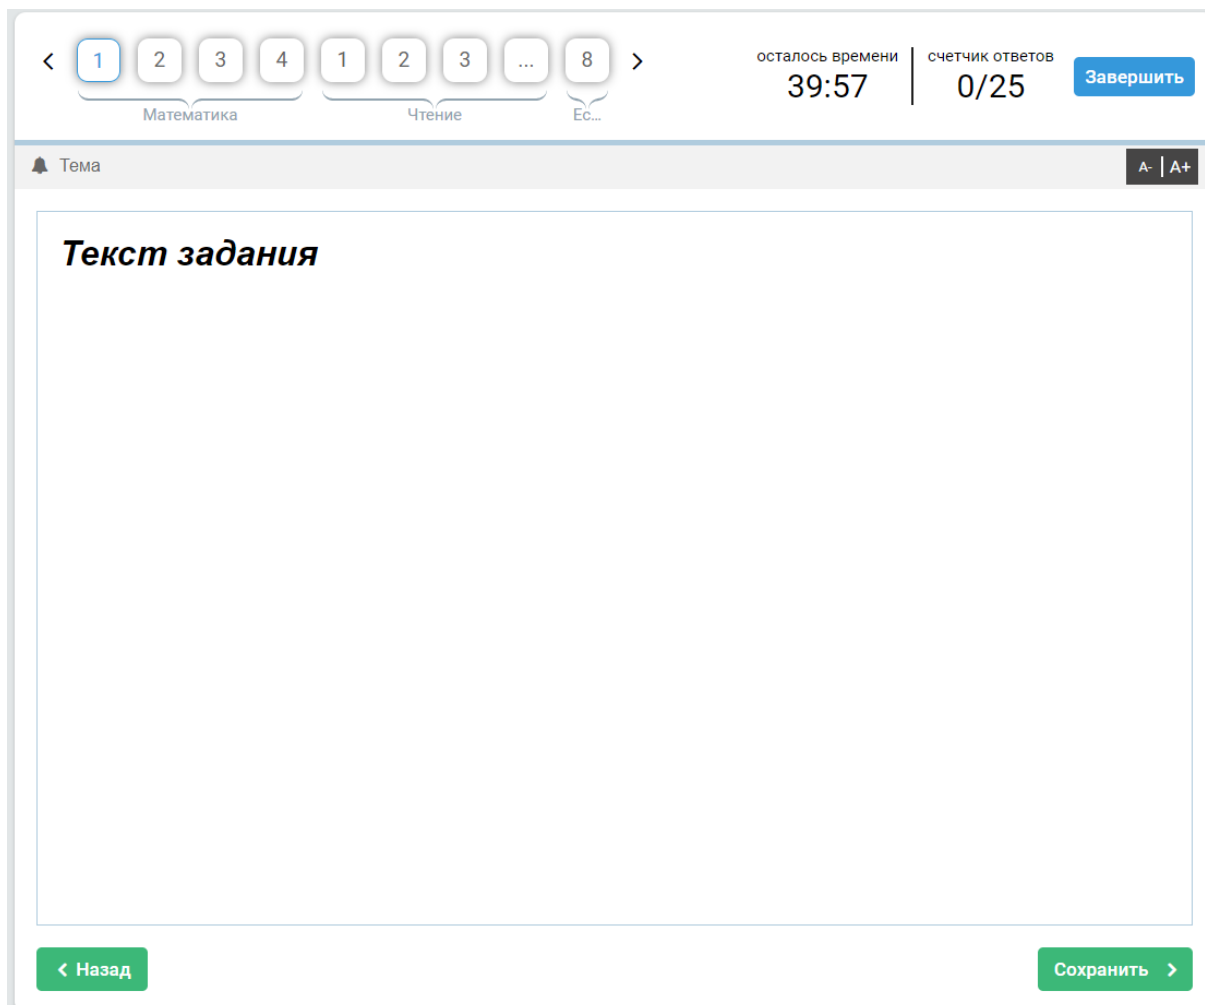 1 2 3 4 1 2 3 ... 8
Математика Чтение Ес...
осталось времени
39:57
счетчик ответов
0/25
Завершить
Тема
A- A+
Текст задания
Назад
Сохранить